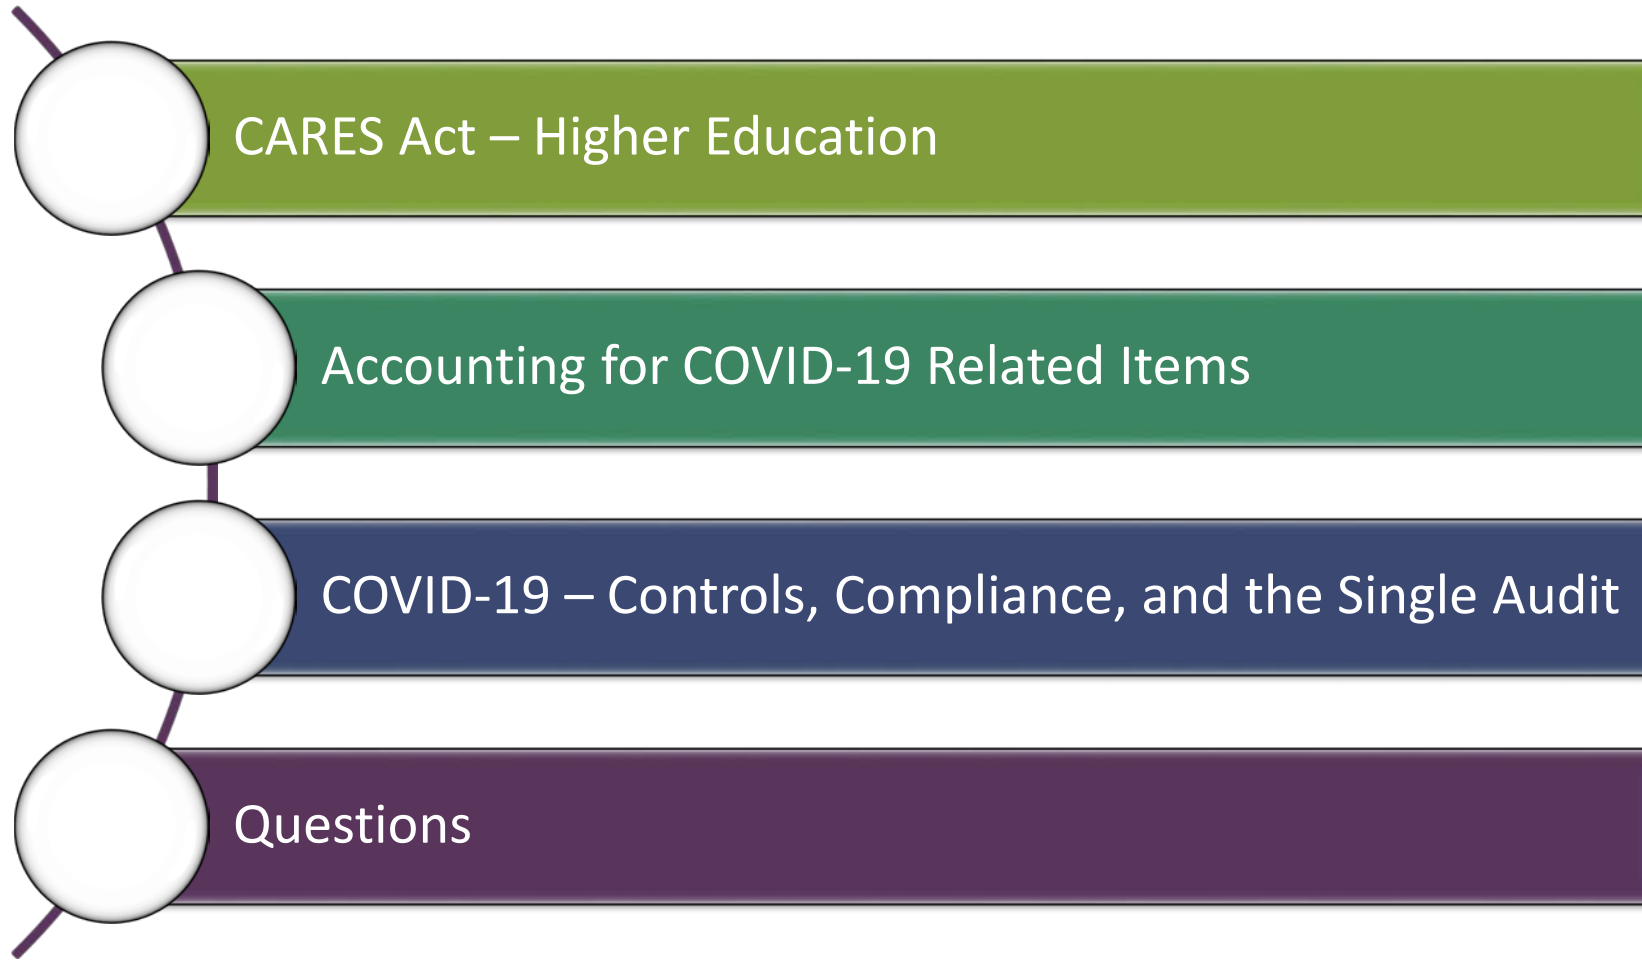 CARES Act – Higher Education
Accounting for COVID-19 Related Items
COVID-19 – Controls, Compliance, and the Single Audit
Questions